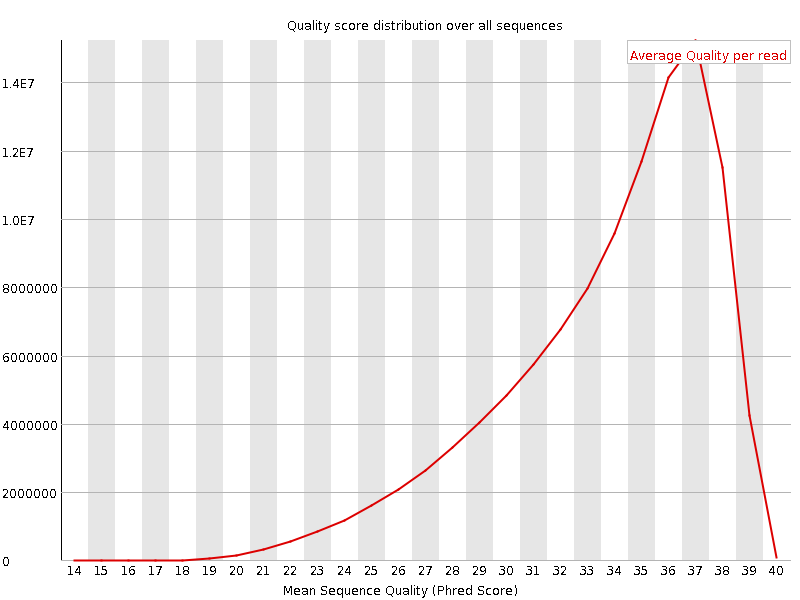 Quality score distribution over all sequences
Average Quality per read
1.4E7
1.2E7
1.0E7
8000000
6000000
4000000
2000000
0
14 15 16 17 18 19 20 21 22 23 24 25 26 27 28 29 30 31 32 33 34 35 36 37 38 39 40
Mean Sequence Quality (Phred Score)